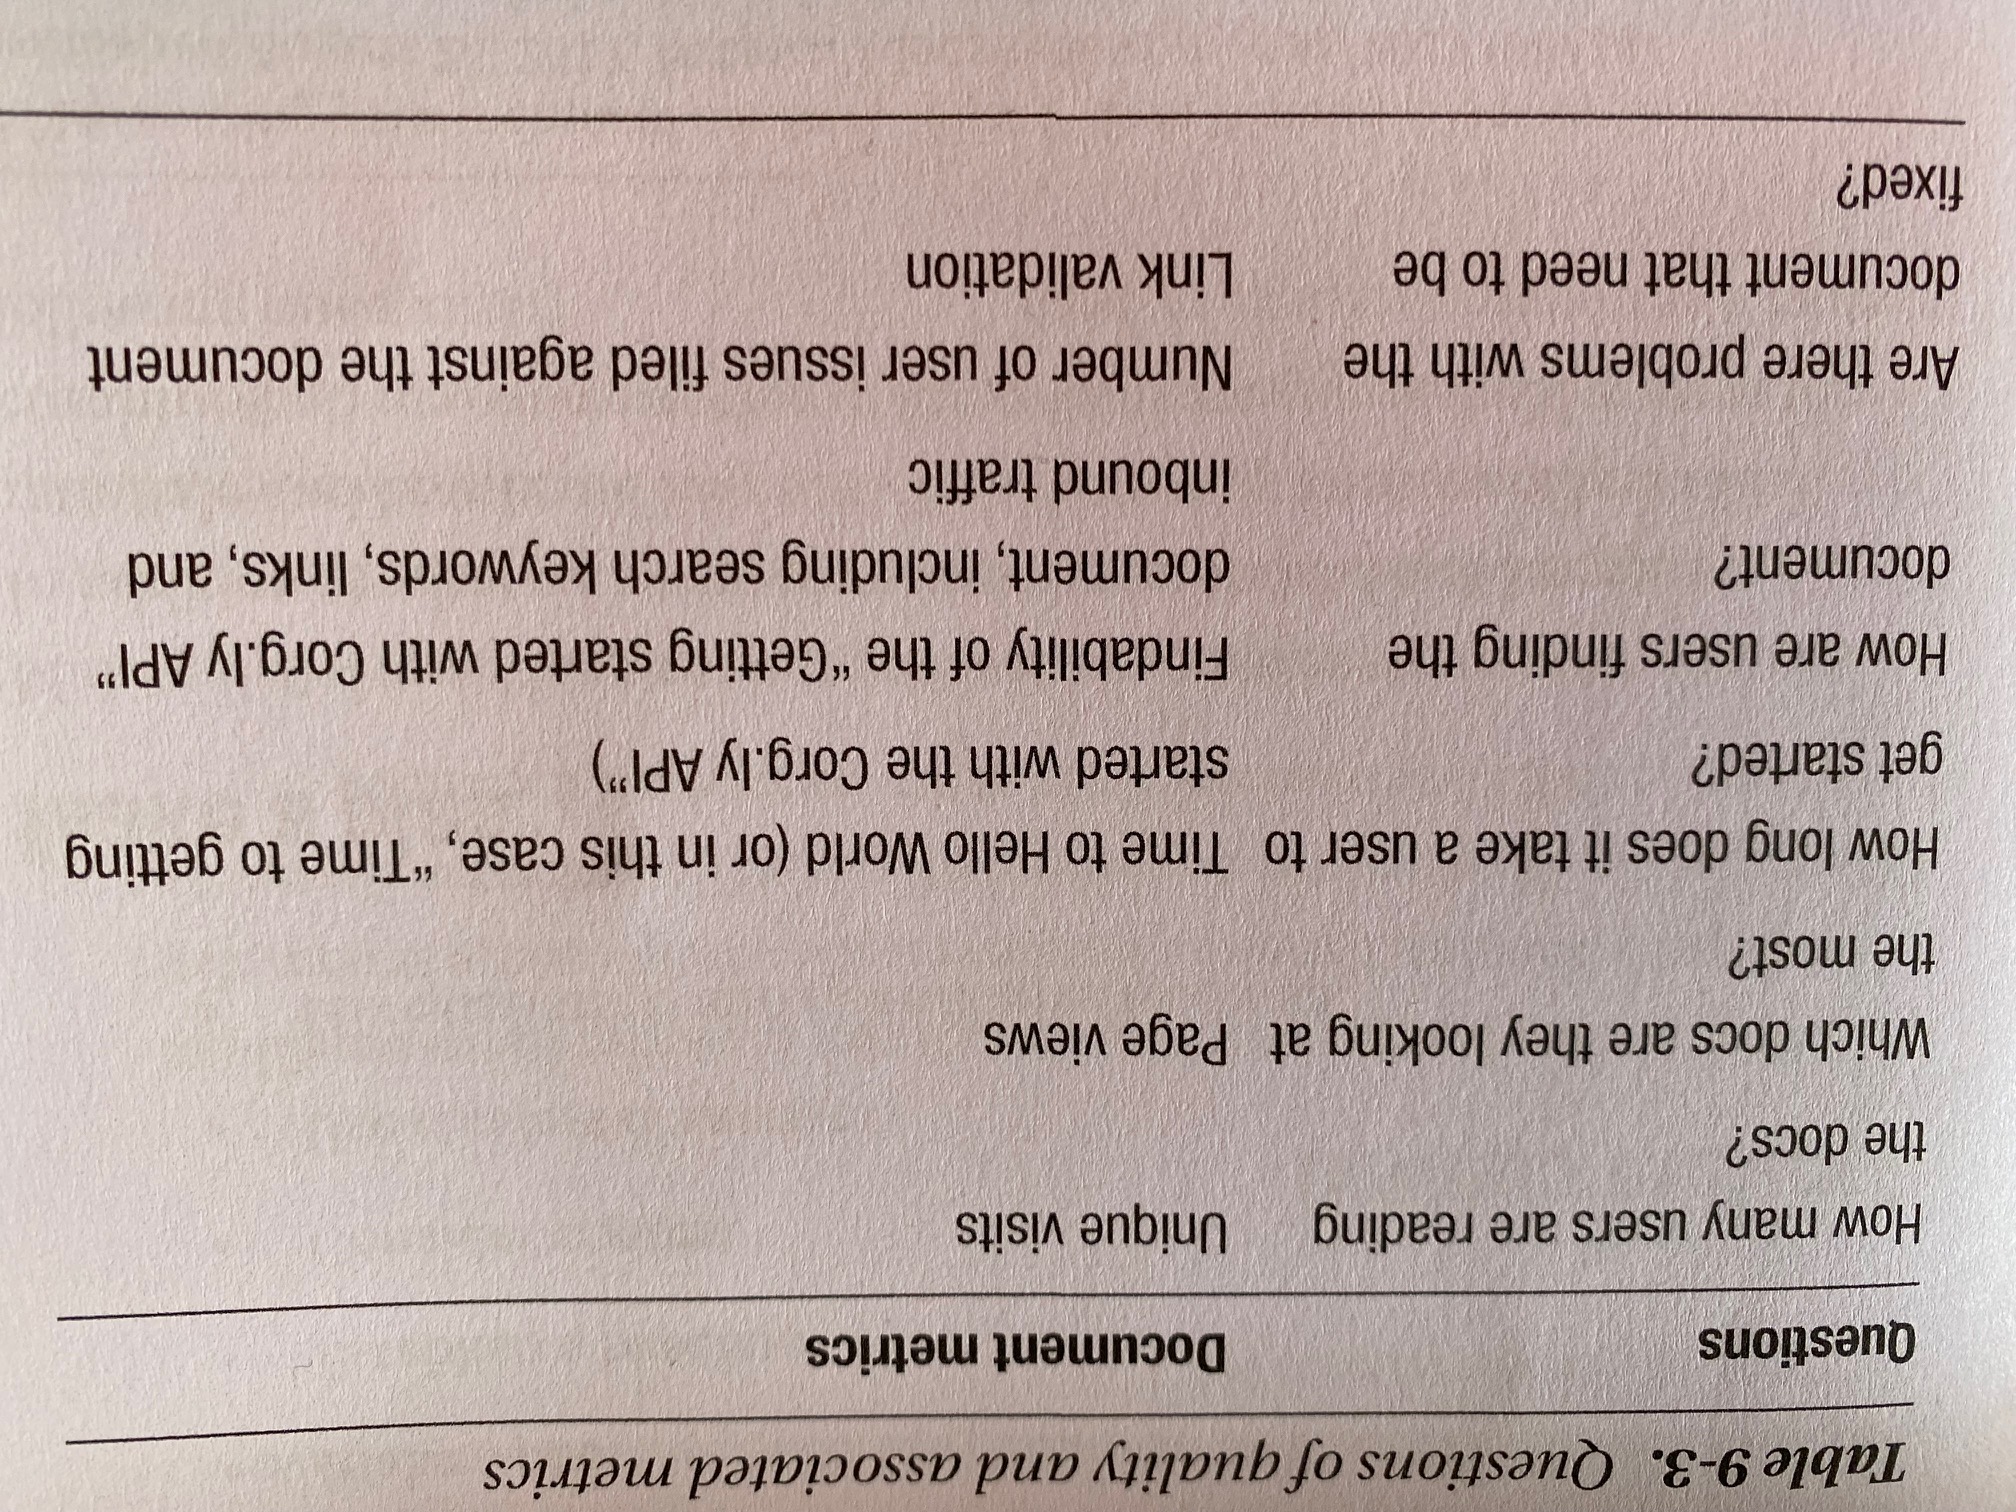 Table 9-3. Questions of quality and associated metrics
Questions Document metrics
How many users are reading Unique visits
the docs?
Which docs are they looking at Page views
the most?
How long does it take a user to Time to Hello World (or in this case, “Time to getting
get started? started with the Corg.ly API”)
How are users finding the Findability of the “Getting started with Corg.ly API”
document? document, including search keywords, links, and
inbound traffic
Are there problems with the Number of user issues filed against the document
document that need to be Link validation
fixed?